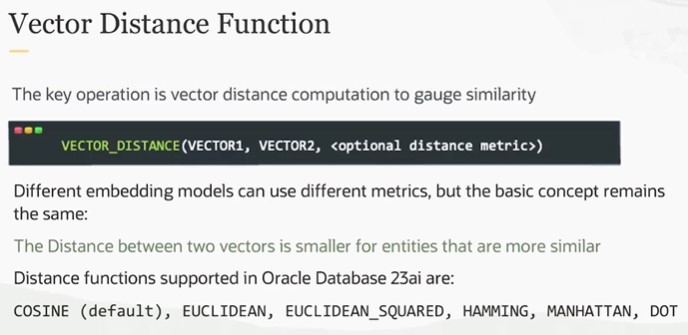 Vector Distance Function
The key operation is vector distance computation to gauge similarity
VECTOR_DISTANCE(VECTOR1, VECTOR2, <optional distance metric>)
Different embedding models can use different metrics, but the basic concept remains
the same:
The Distance between two vectors is smaller for entities that are more similar
Distance functions supported in Oracle Database 23ai are:
COSINE (default), EUCLIDEAN, EUCLIDEAN_SQUARED, HAMMING, MANHATTAN, DOT